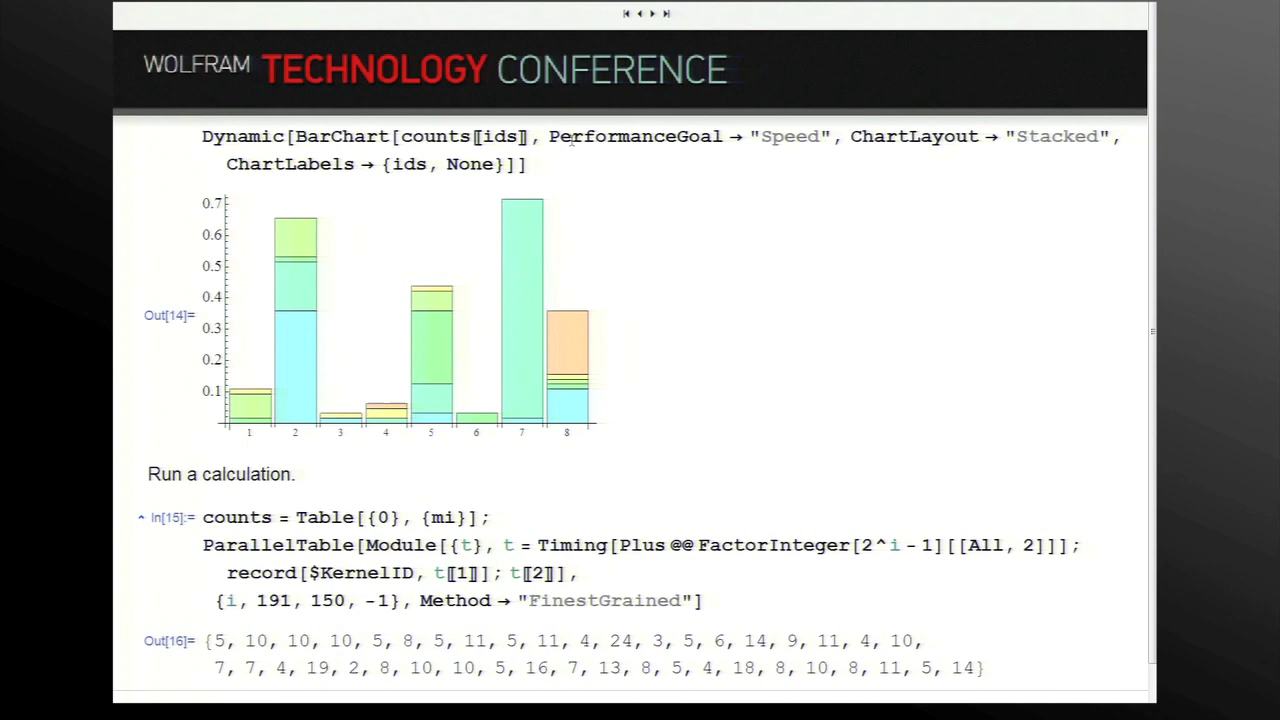 WOLFRAM TECHNOLOGY CONFERENCE
Dynamic[BarChart[counts〚ids〛, PerformanceGoal → "Speed", ChartLayout → "Stacked",
ChartLabels → {ids, None}]]
0.7
0.6
0.5
0.4
Out[14]=
0.3
0.2
0.1
1 2 3 4 5 6 7 8
Run a calculation.
In[15]:= counts = Table[{0}, {mi}];
ParallelTable[Module[{t}, t = Timing[Plus @@ FactorInteger[2^i - 1][[All, 2]]];
record[$KernelID, t〚1〛]; t〚2〛],
{i, 191, 150, -1}, Method → "FinestGrained"]
Out[16]= {5, 10, 10, 10, 5, 8, 5, 11, 5, 11, 4, 24, 3, 5, 6, 14, 9, 11, 4, 10,
7, 7, 4, 19, 2, 8, 10, 10, 5, 16, 7, 13, 8, 5, 4, 18, 8, 10, 8, 11, 5, 14}